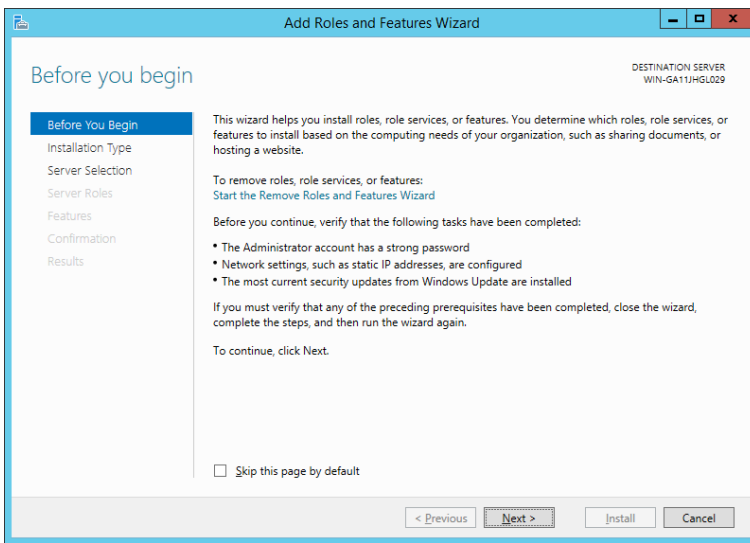 Add Roles and Features Wizard
Before you begin
DESTINATION SERVER
WIN-GA11JHGL029
Before You Begin
Installation Type
Server Selection
Server Roles
Features
Confirmation
Results
This wizard helps you install roles, role services, or features. You determine which roles, role services, or
features to install based on the computing needs of your organization, such as sharing documents, or
hosting a website.
To remove roles, role services, or features:
Start the Remove Roles and Features Wizard
Before you continue, verify that the following tasks have been completed:
• The Administrator account has a strong password
• Network settings, such as static IP addresses, are configured
• The most current security updates from Windows Update are installed
If you must verify that any of the preceding prerequisites have been completed, close the wizard,
complete the steps, and then run the wizard again.
To continue, click Next.
Skip this page by default
< Previous
Next >
Install
Cancel